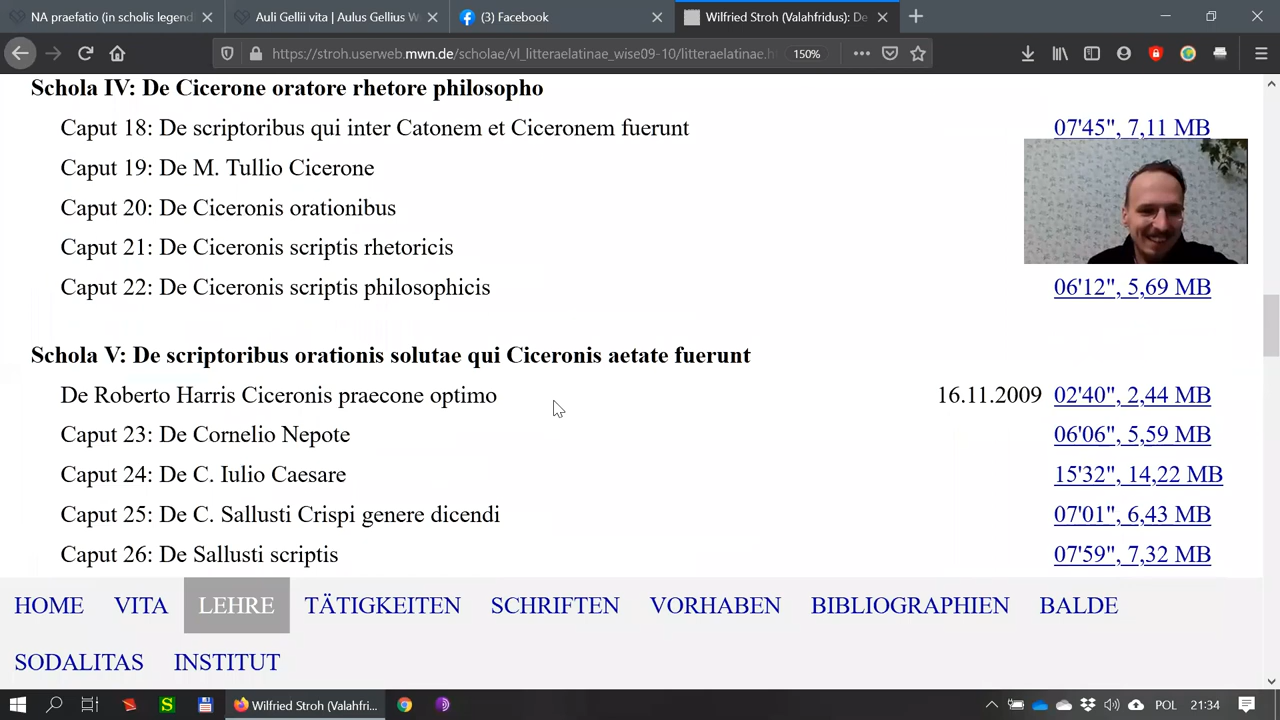 NA praefatio (in scholis legend
Auli Gellii vita | Aulus Gellius W
(3) Facebook
Wilfried Stroh (Valahfridus): De
https://stroh.userweb.mwn.de/scholae/vl_litteraelatinae_wise09-10/litteraelatinae.h
150%
Schola IV: De Cicerone oratore rhetore philosopho
Caput 18: De scriptoribus qui inter Catonem et Ciceronem fuerunt 07'45", 7,11 MB
Caput 19: De M. Tullio Cicerone
Caput 20: De Ciceronis orationibus
Caput 21: De Ciceronis scriptis rhetoricis
Caput 22: De Ciceronis scriptis philosophicis 06'12", 5,69 MB
Schola V: De scriptoribus orationis solutae qui Ciceronis aetate fuerunt
De Roberto Harris Ciceronis praecone optimo 16.11.2009 02'40", 2,44 MB
Caput 23: De Cornelio Nepote 06'06", 5,59 MB
Caput 24: De C. Iulio Caesare 15'32", 14,22 MB
Caput 25: De C. Sallusti Crispi genere dicendi 07'01", 6,43 MB
Caput 26: De Sallusti scriptis 07'59", 7,32 MB
HOME VITA LEHRE TÄTIGKEITEN SCHRIFTEN VORHABEN BIBLIOGRAPHIEN BALDE
SODALITAS INSTITUT
Wilfried Stroh (Valahfri...
POL 21:34